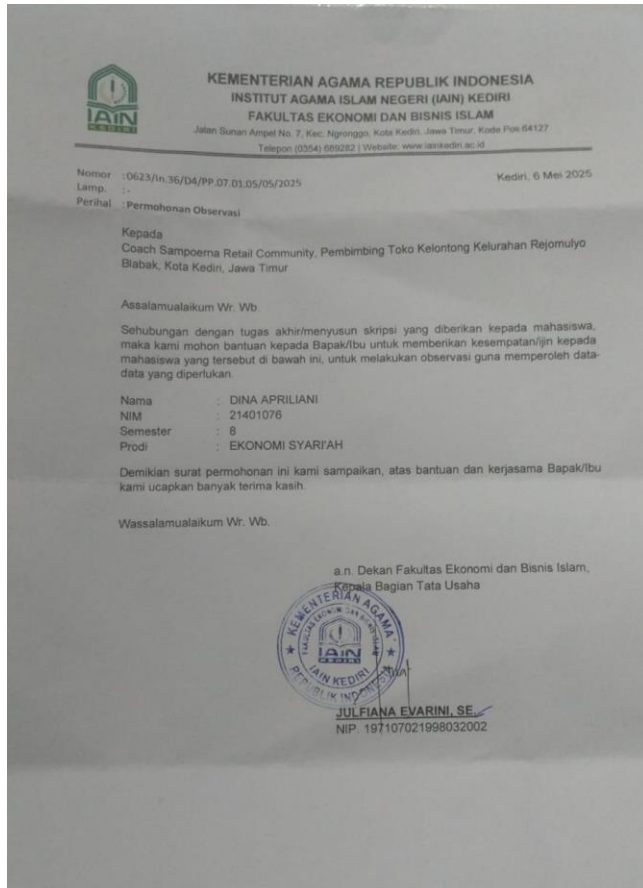 IAIN
KEDIRI
KEMENTERIAN AGAMA REPUBLIK INDONESIA
INSTITUT AGAMA ISLAM NEGERI (IAIN) KEDIRI
FAKULTAS EKONOMI DAN BISNIS ISLAM
Jalan Sunan Ampel No. 7, Kec. Ngronggo, Kota Kediri, Jawa Timur, Kode Pos 64127
Telepon (0354) 689282 | Website: www.iainkediri.ac.id
Nomor : 0623/In.36/D4/PP.07.01.05/05/2025 Kediri, 6 Mei 2025
Lamp. : -
Perihal : Permohonan Observasi
Kepada
Coach Sampoerna Retail Community, Pembimbing Toko Kelontong Kelurahan Rejomulyo
Blabak, Kota Kediri, Jawa Timur
Assalamualaikum Wr. Wb.
Sehubungan dengan tugas akhir/menyusun skripsi yang diberikan kepada mahasiswa,
maka kami mohon bantuan kepada Bapak/Ibu untuk memberikan kesempatan/ijin kepada
mahasiswa yang tersebut di bawah ini, untuk melakukan observasi guna memperoleh data-
data yang diperlukan.
Nama : DINA APRILIANI
NIM : 21401076
Semester : 8
Prodi : EKONOMI SYARI'AH
Demikian surat permohonan ini kami sampaikan, atas bantuan dan kerjasama Bapak/Ibu
kami ucapkan banyak terima kasih.
Wassalamualaikum Wr. Wb.
a.n. Dekan Fakultas Ekonomi dan Bisnis Islam,
Kepala Bagian Tata Usaha
KEMENTERIAN AGAMA
FAKULTAS EKONOMI DAN BISNIS ISLAM
IAIN
IAIN KEDIRI
REPUBLIK INDONESIA
JULFIANA EVARINI, SE.
NIP. 197107021998032002